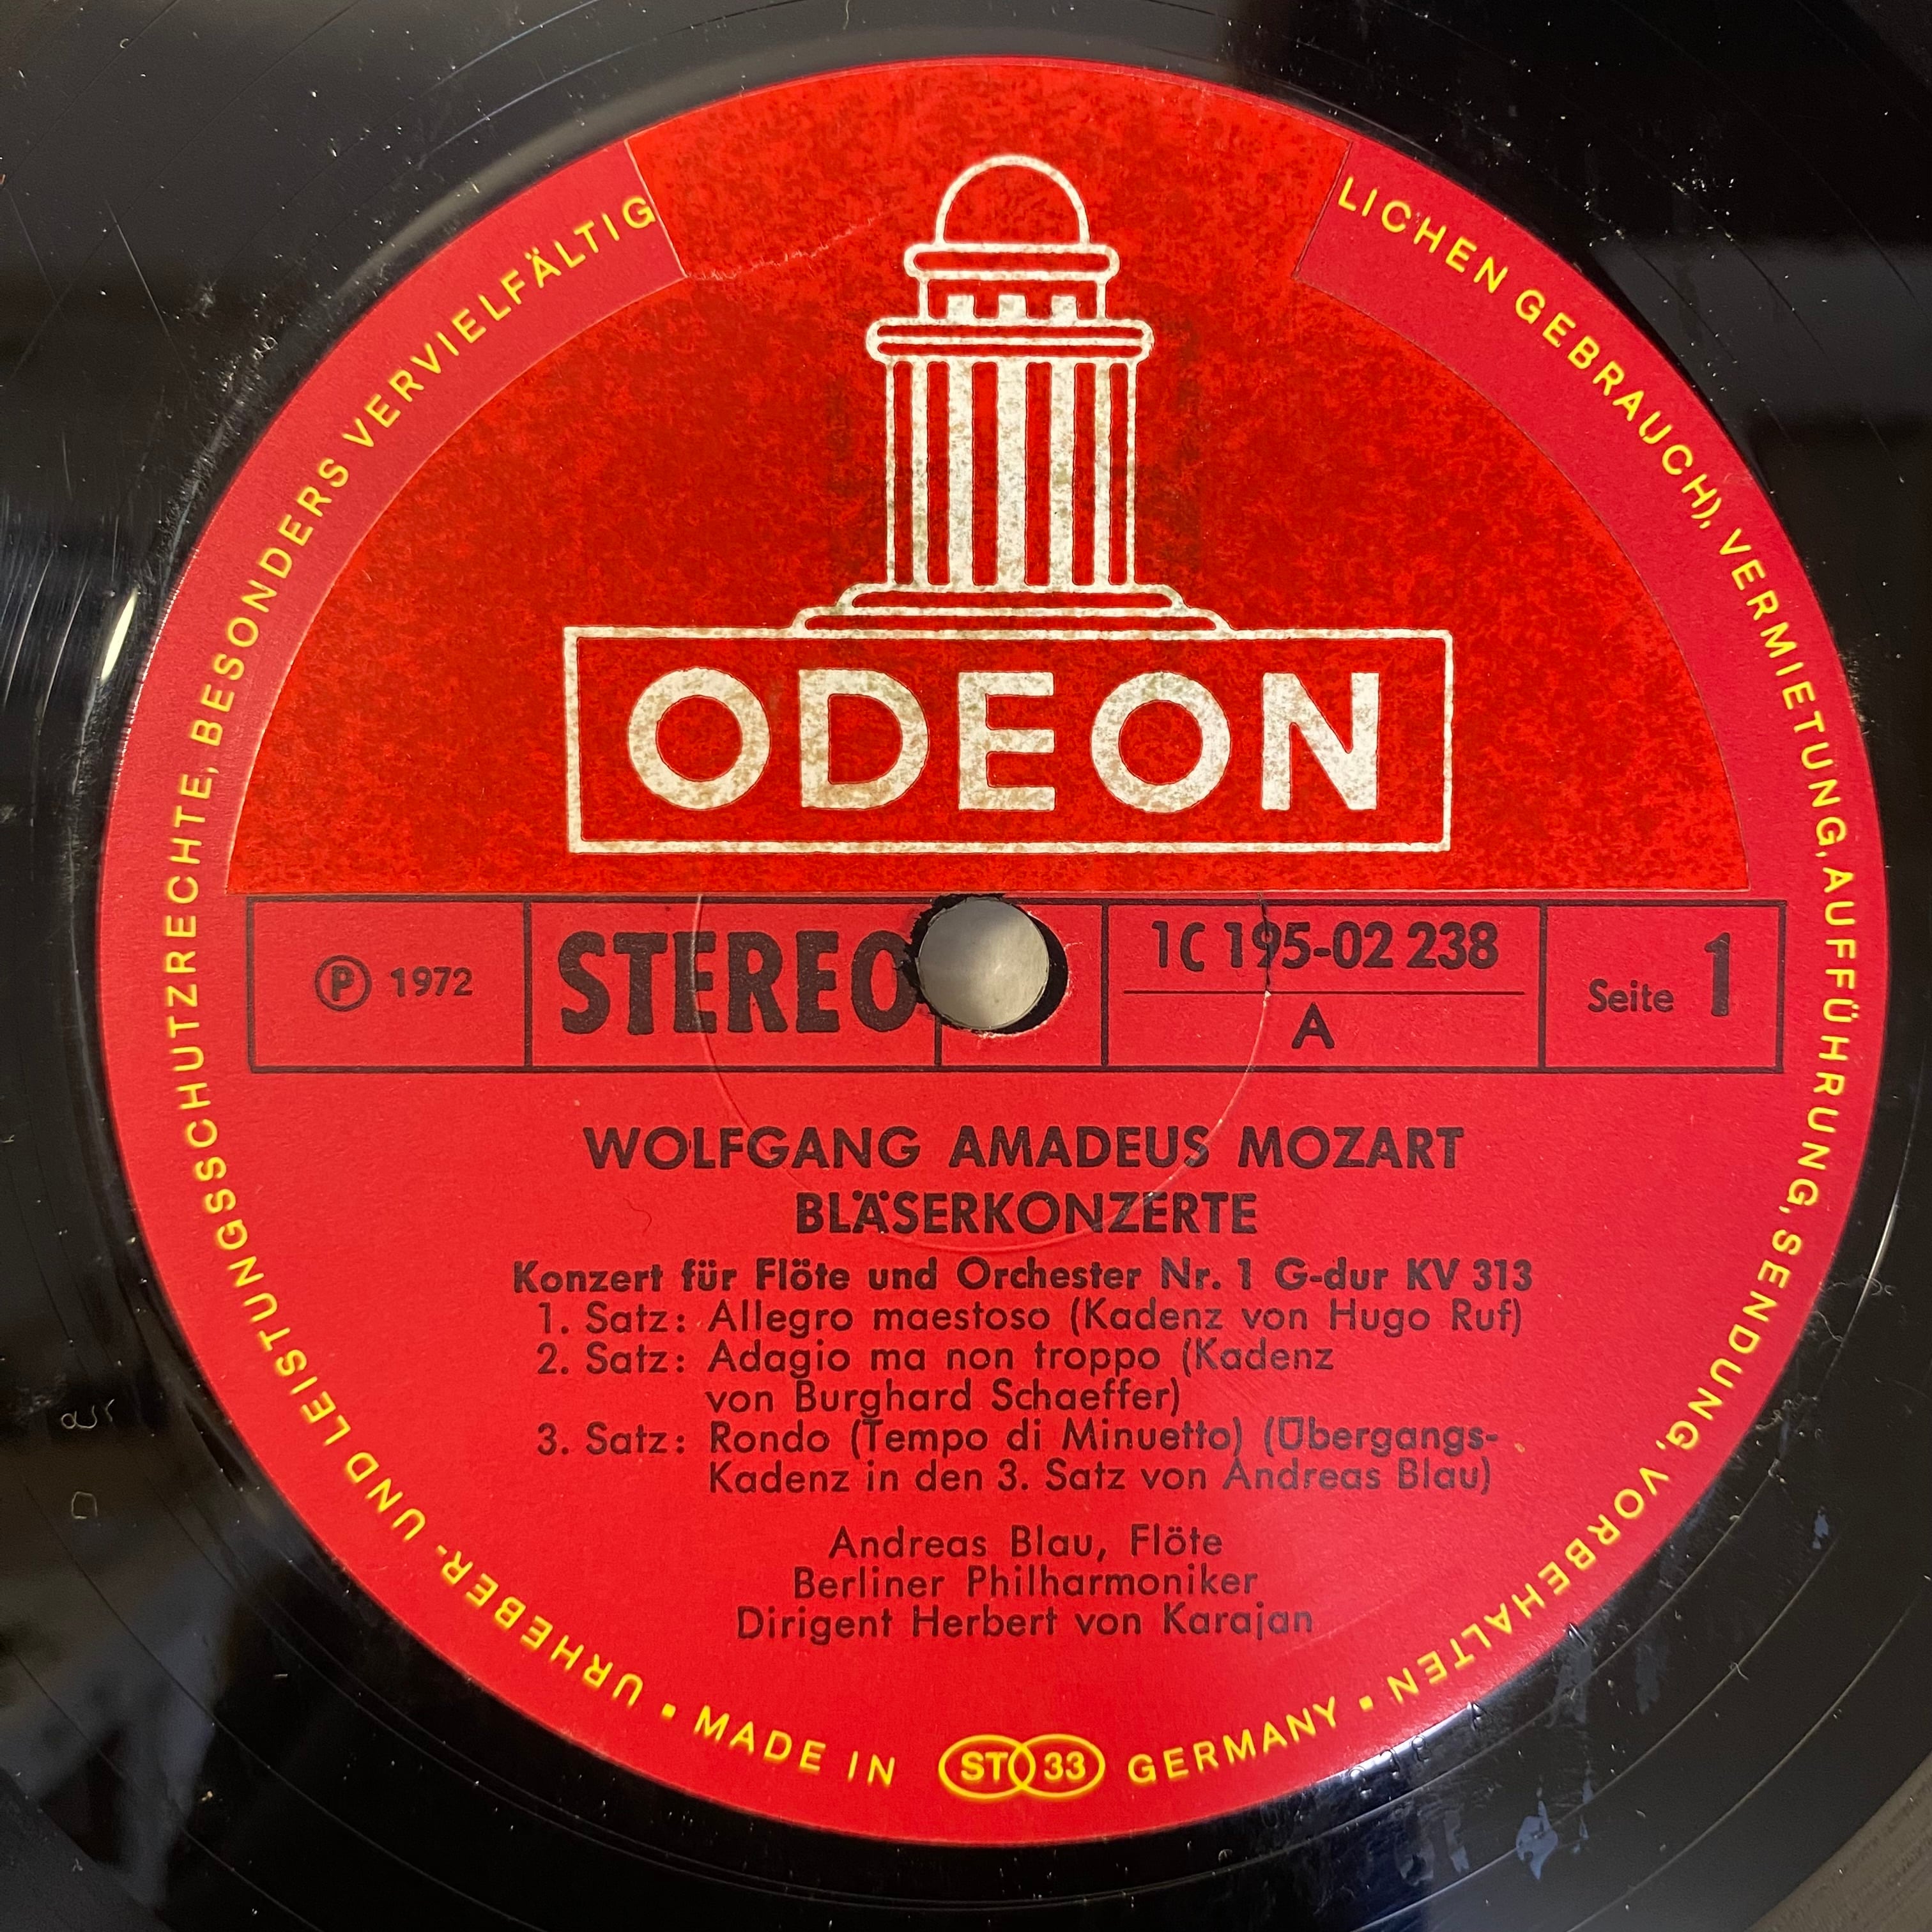 ODEON
Ⓟ 1972
STEREO
1C 195-02 238
A
Seite 1
WOLFGANG AMADEUS MOZART
BLÄSERKONZERTE
Konzert für Flöte und Orchester Nr. 1 G-dur KV 313
1. Satz: Allegro maestoso (Kadenz von Hugo Ruf)
2. Satz: Adagio ma non troppo (Kadenz
von Burghard Schaeffer)
3. Satz: Rondo (Tempo di Minuetto) (Übergangs-
Kadenz in den 3. Satz von Andreas Blau)
Andreas Blau, Flöte
Berliner Philharmoniker
Dirigent Herbert von Karajan
URHEBER- UND LEISTUNGSSCHUTZRECHTE, BESONDERS VERVIELFÄLTIG
LICHEN GEBRAUCH), VERMIETUNG, AUFFÜHRUNG, SENDUNG, VORBEHALTEN
MADE IN ST 33 GERMANY